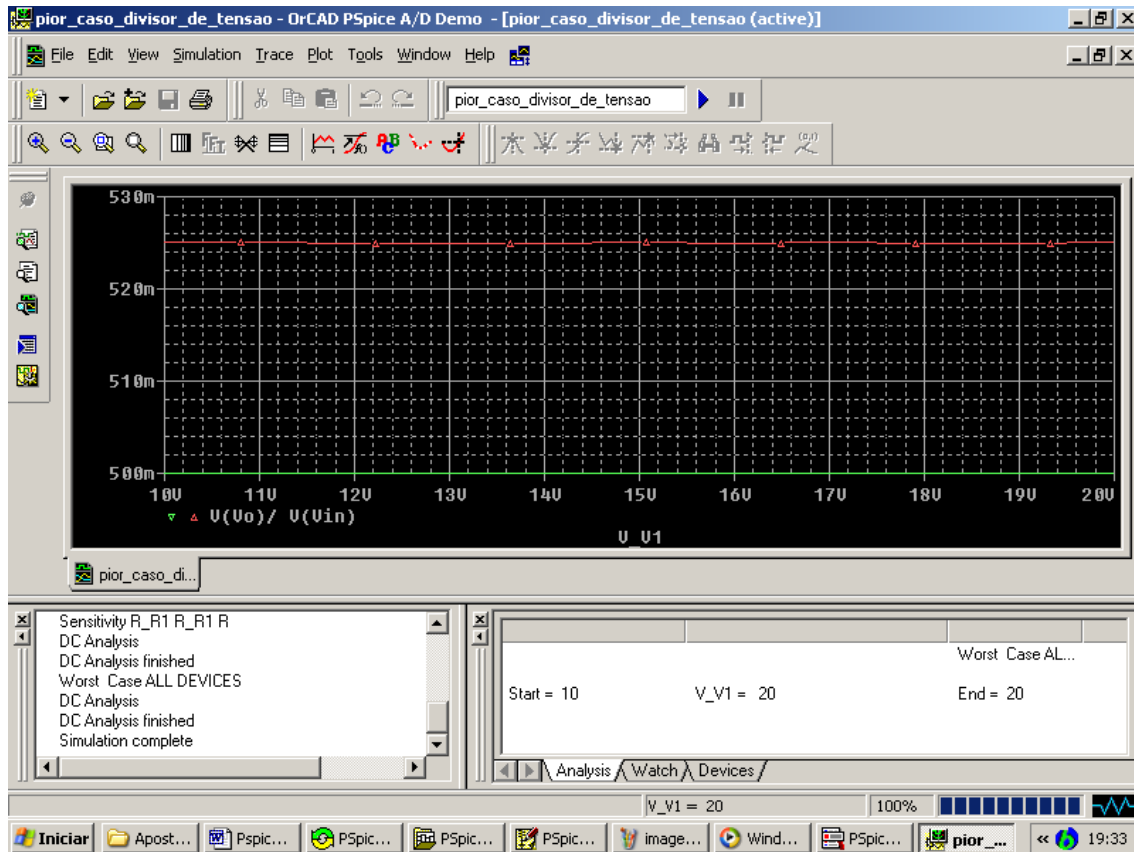 pior_caso_divisor_de_tensao - OrCAD PSpice A/D Demo - [pior_caso_divisor_de_tensao (active)]
File Edit View Simulation Trace Plot Tools Window Help
pior_caso_divisor_de_tensao
530m
520m
510m
500m
10V 11V 12V 13V 14V 15V 16V 17V 18V 19V 20V
V(Vo)/ V(Vin)
V_V1
pior_caso_di...
Sensitivity R_R1 R_R1 R
DC Analysis
DC Analysis finished
Worst Case ALL DEVICES
DC Analysis
DC Analysis finished
Simulation complete
Worst Case AL...
Start = 10 V_V1 = 20 End = 20
Analysis Watch Devices
V_V1 = 20 100%
Iniciar Apost... Pspic... PSpic... PSpic... PSpic... image... Wind... PSpic... pior_... « 19:33